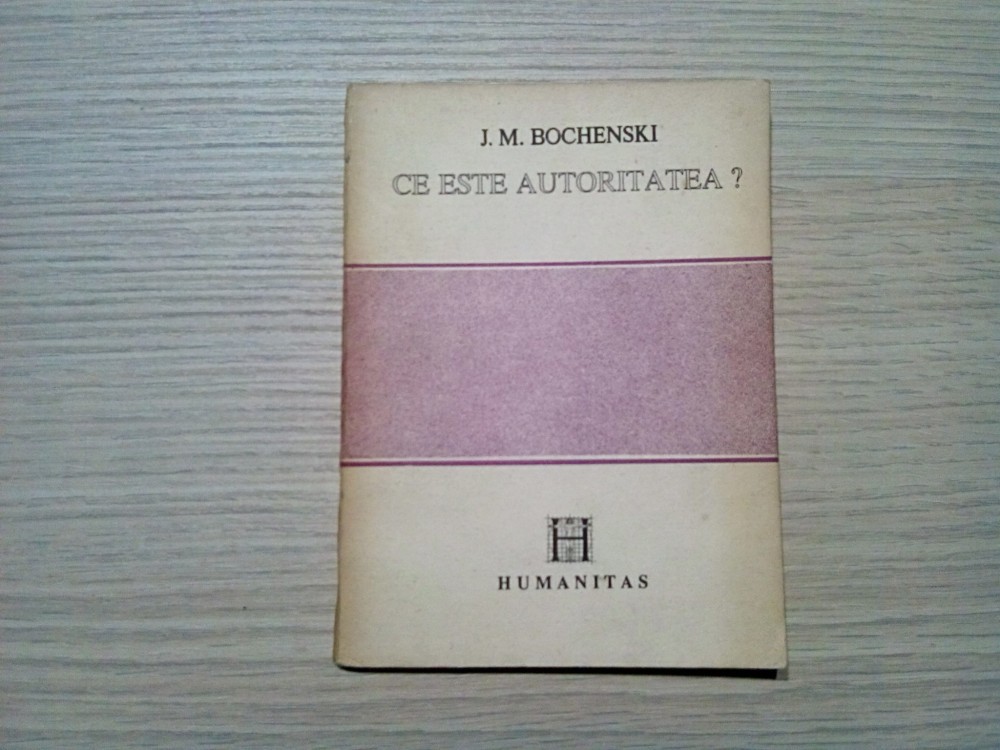 J. M. BOCHENSKI
CE ESTE AUTORITATEA ?
H
HUMANITAS